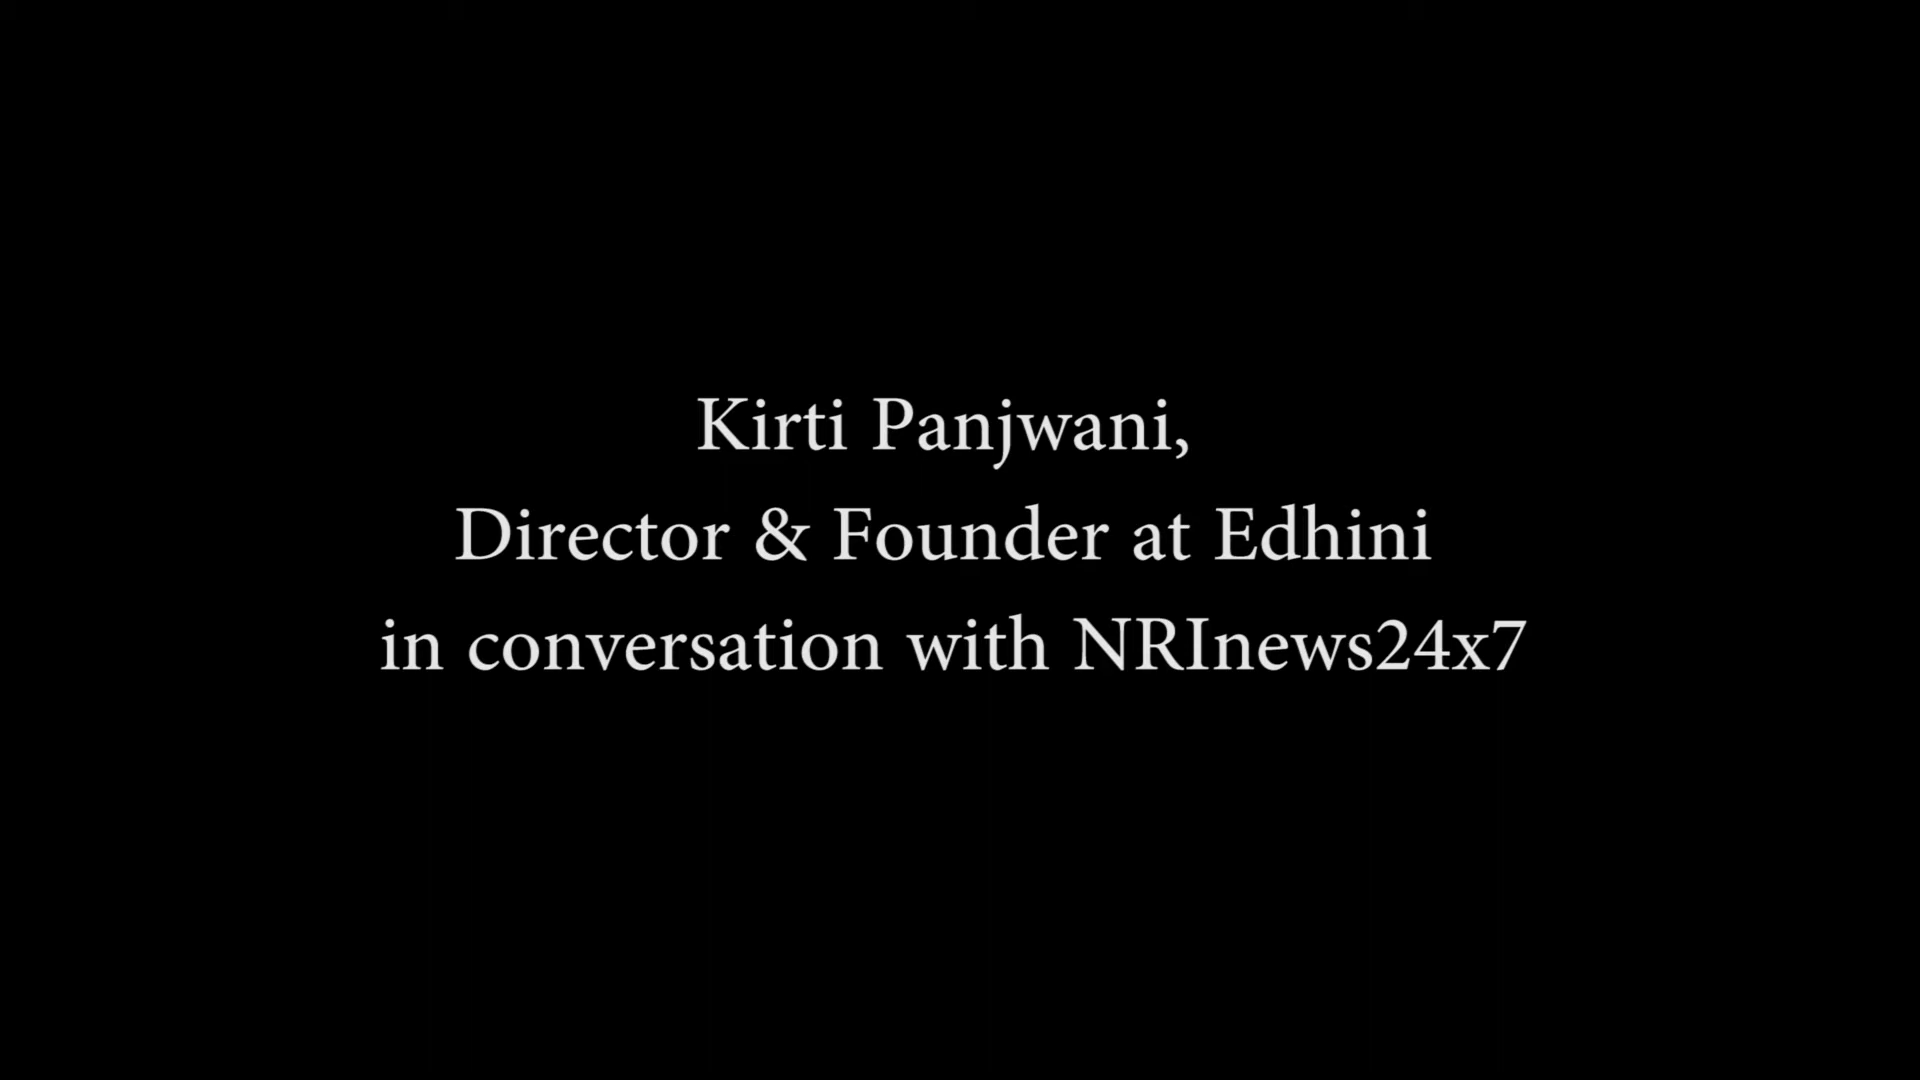 Kirti Panjwani,
Director & Founder at Edhini
in conversation with NRInews24x7